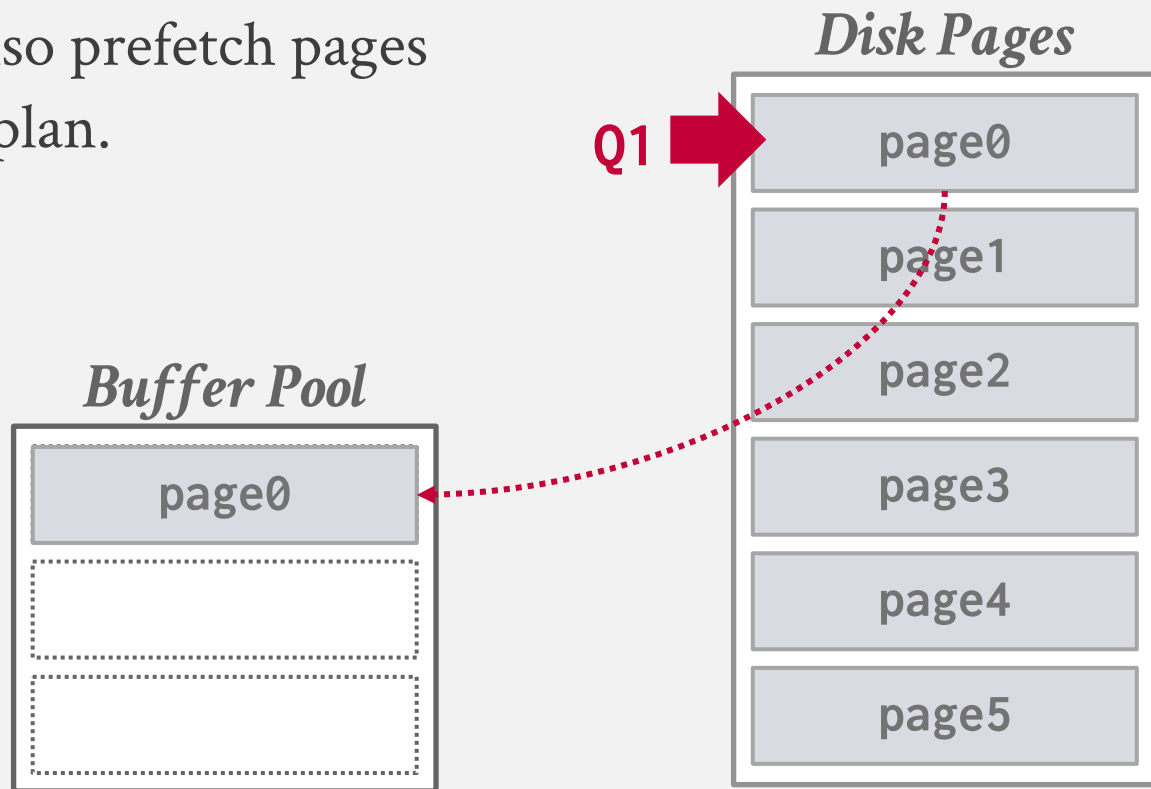 so prefetch pages
plan.
Disk Pages
Q1
page0
page1
page2
page3
page4
page5
Buffer Pool
page0